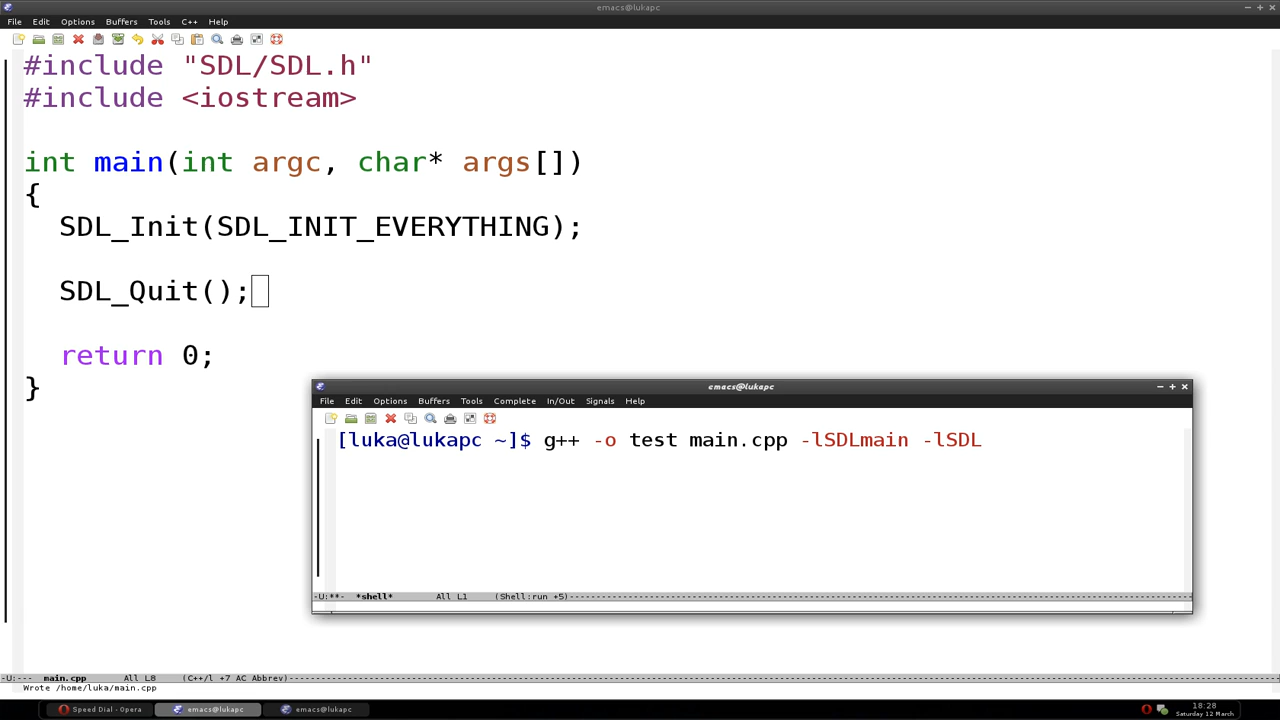 emacs@lukapc
File Edit Options Buffers Tools C++ Help
#include "SDL/SDL.h"
#include <iostream>
int main(int argc, char* args[])
{
SDL_Init(SDL_INIT_EVERYTHING);
SDL_Quit();
return 0;
}
emacs@lukapc
File Edit Options Buffers Tools Complete In/Out Signals Help
[luka@lukapc ~]$ g++ -o test main.cpp -lSDLmain -lSDL
-U:**- *shell* All L1 (Shell:run +5)
-U:--- main.cpp All L8 (C++/l +7 AC Abbrev)
Wrote /home/luka/main.cpp
Speed Dial - Opera emacs@lukapc emacs@lukapc 18:28
Saturday 12 March